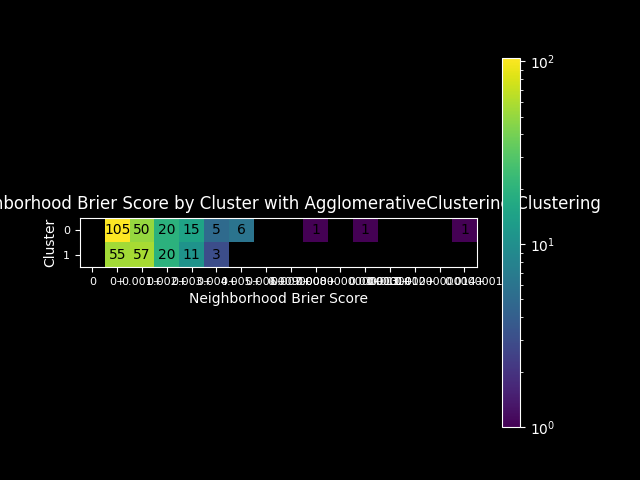 hborhood Brier Score by Cluster with AgglomerativeClustering Clustering
10²
10¹
10⁰
Cluster
0
1
105 50 20 15 5 6 1 1 1
55 57 20 11 3
0
Neighborhood Brier Score